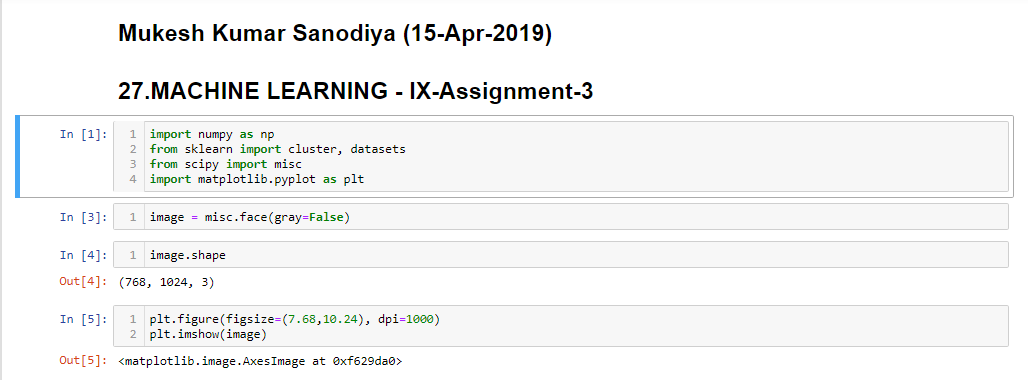 Mukesh Kumar Sanodiya (15-Apr-2019)
27.MACHINE LEARNING - IX-Assignment-3
In [1]: 1 import numpy as np
2 from sklearn import cluster, datasets
3 from scipy import misc
4 import matplotlib.pyplot as plt
In [3]: 1 image = misc.face(gray=False)
In [4]: 1 image.shape
Out[4]: (768, 1024, 3)
In [5]: 1 plt.figure(figsize=(7.68,10.24), dpi=1000)
2 plt.imshow(image)
Out[5]: <matplotlib.image.AxesImage at 0xf629da0>